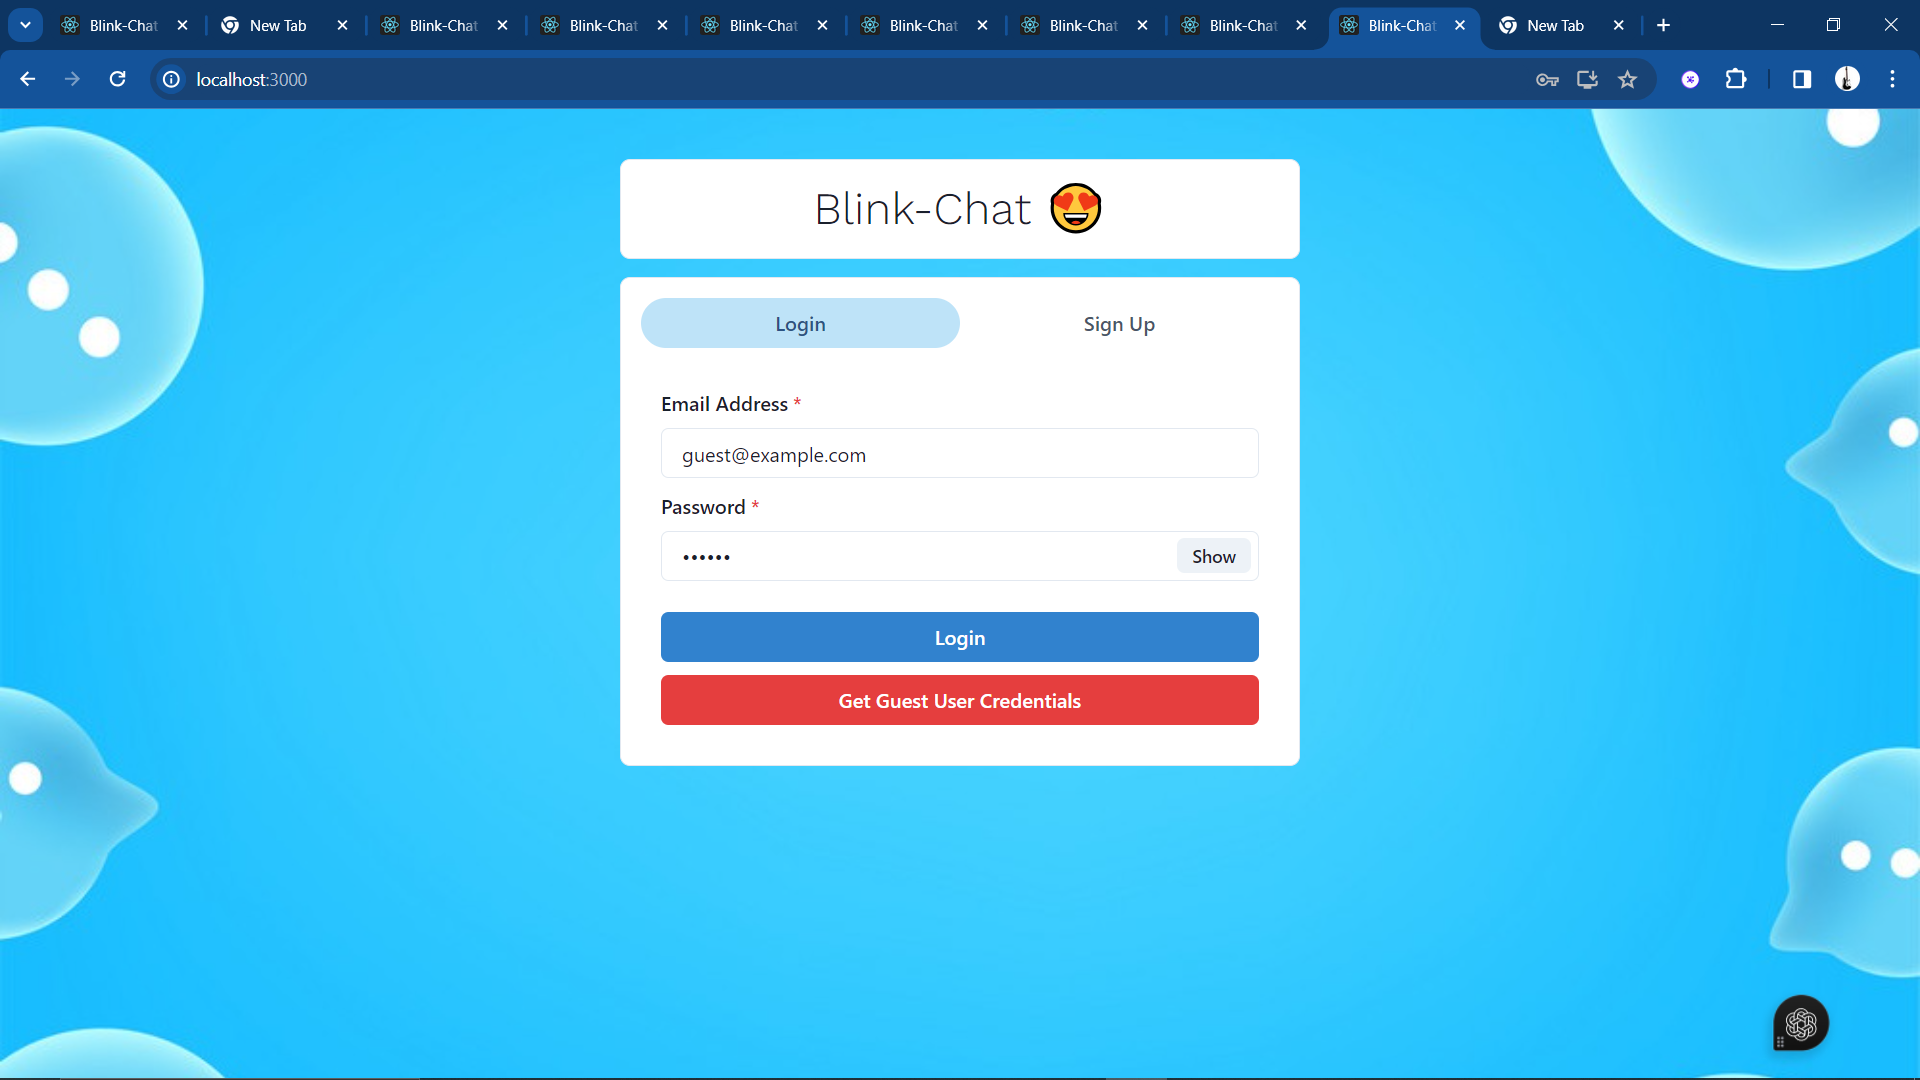 Blink-Chat New Tab Blink-Chat Blink-Chat Blink-Chat Blink-Chat Blink-Chat Blink-Chat Blink-Chat New Tab
localhost:3000
Blink-Chat 😍
Login Sign Up
Email Address *
guest@example.com
Password *
•••••• Show
Login
Get Guest User Credentials